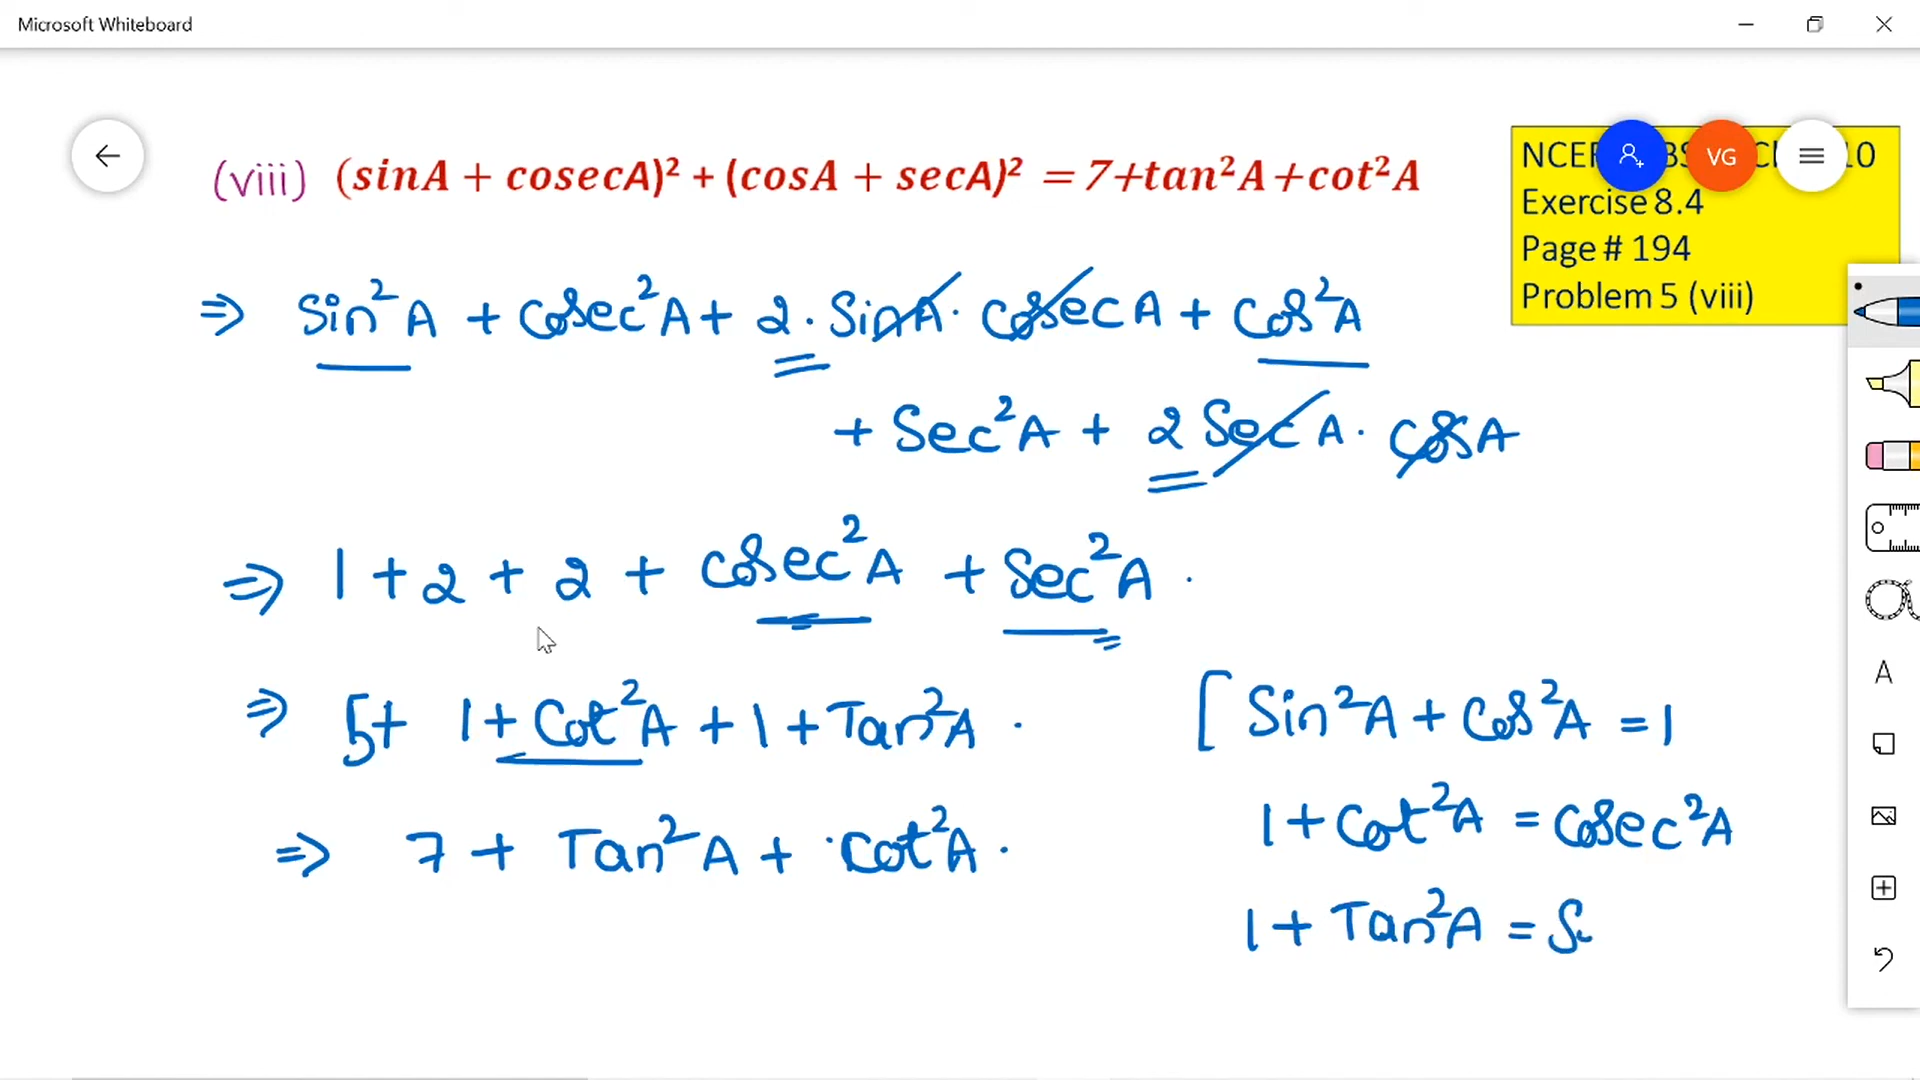 Microsoft Whiteboard
(viii) (sinA + cosecA)² + (cosA + secA)² = 7+tan²A+cot²A
Exercise 8.4
Page # 194
Problem 5 (viii)
VG
⇒ Sin²A + Cosec²A + 2 . SinA . CosecA + Cos²A
+ Sec²A + 2 SecA . CosA
⇒ 1 + 2 + 2 + Cosec²A + Sec²A .
⇒ 5+ 1 + Cot²A + 1 + Tan²A .
⇒ 7 + Tan²A + Cot²A .
[ Sin²A + Cos²A = 1
1 + Cot²A = Cosec²A
1 + Tan²A = Se
A